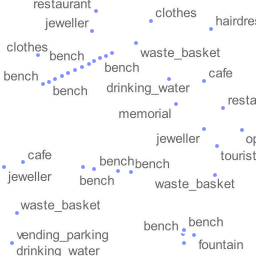 restaurant
clothes
jeweller
hairdres
clothes
bench
waste_basket
bench
bench
bench
cafe
drinking_water
memorial
resta
jeweller
op
tourist
cafe
bench
bench
jeweller
bench
waste_basket
waste_basket
bench
bench
vending_parking
fountain
drinking_water